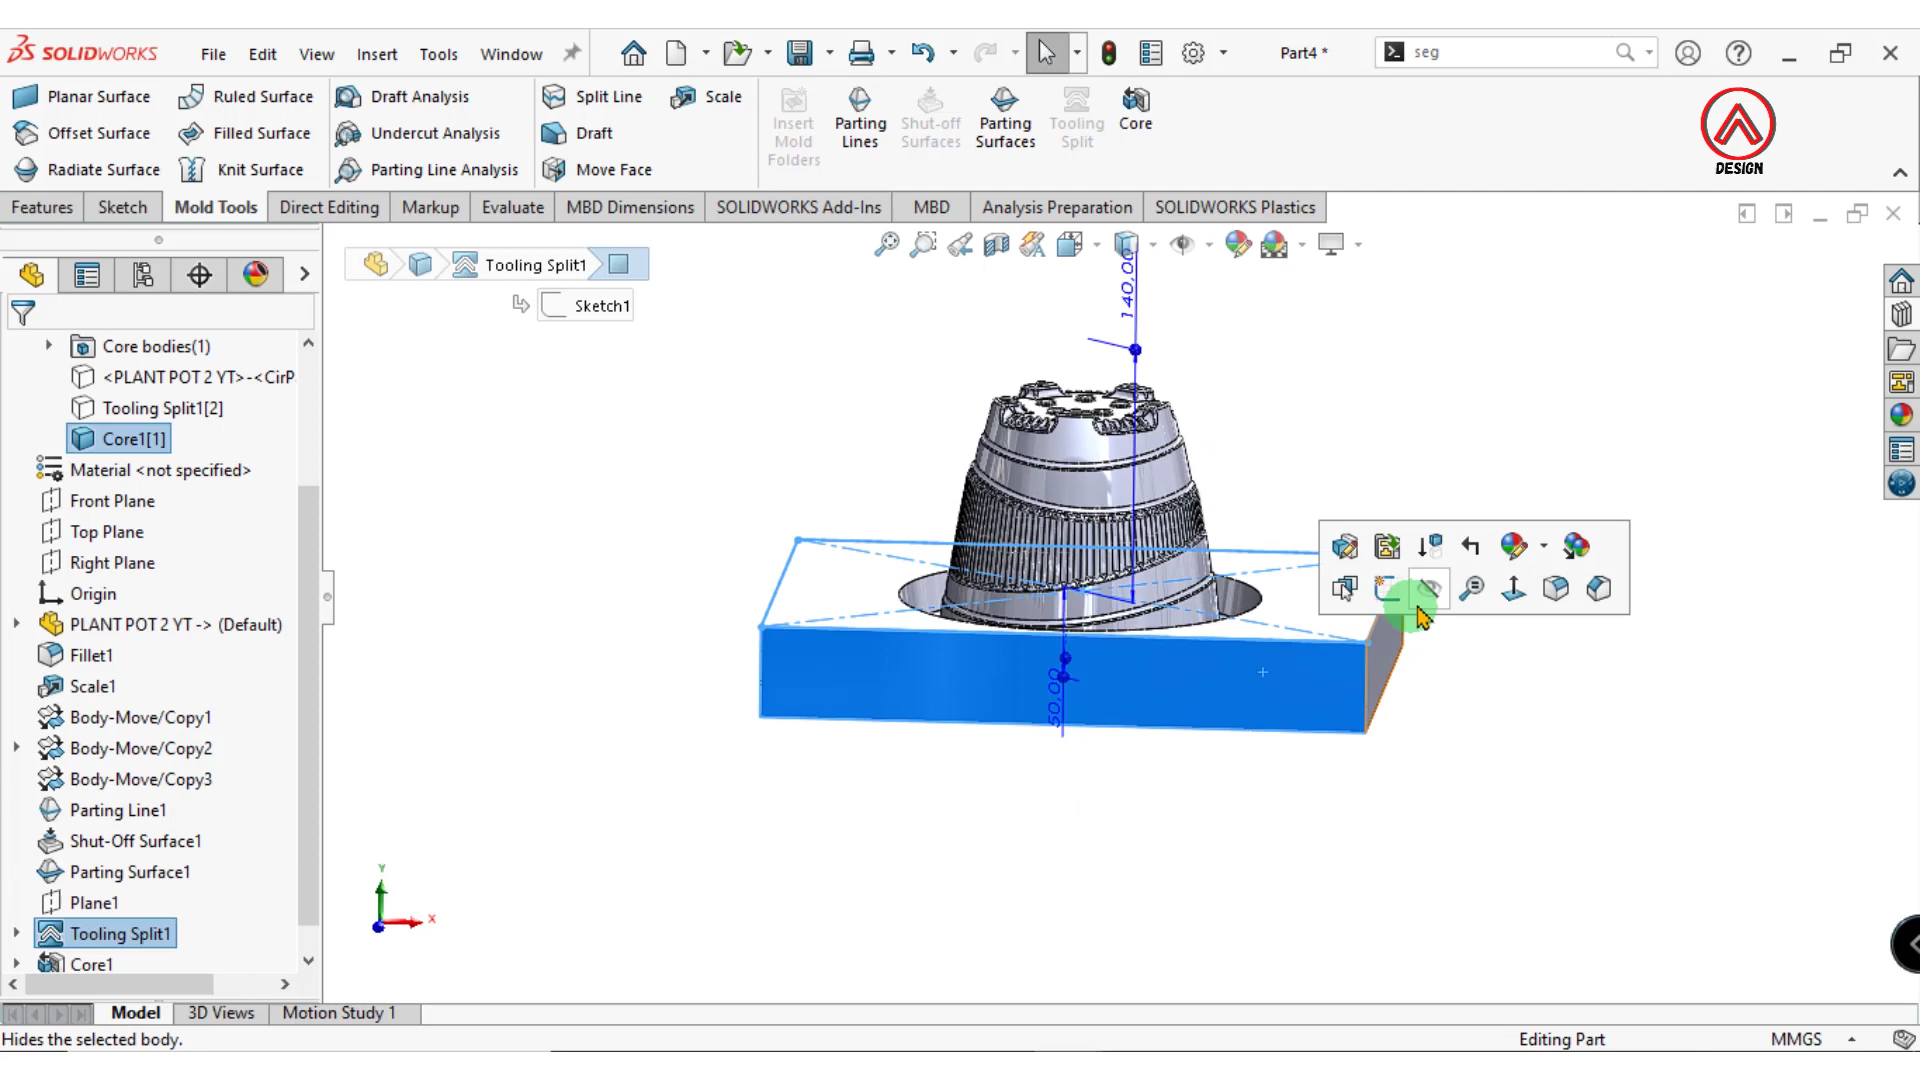 SOLIDWORKS File Edit View Insert Tools Window Part4 * seg
Planar Surface Ruled Surface Draft Analysis Split Line Scale
Offset Surface Filled Surface Undercut Analysis Draft
Radiate Surface Knit Surface Parting Line Analysis Move Face
Insert Mold Folders
Parting Lines
Shut-off Surfaces
Parting Surfaces
Tooling Split
Core
DESIGN
Features Sketch Mold Tools Direct Editing Markup Evaluate MBD Dimensions SOLIDWORKS Add-Ins MBD Analysis Preparation SOLIDWORKS Plastics
Tooling Split1
Sketch1
140,00
50,00
Core bodies(1)
<PLANT POT 2 YT>-<CirP
Tooling Split1[2]
Core1[1]
Material <not specified>
Front Plane
Top Plane
Right Plane
Origin
PLANT POT 2 YT -> (Default)
Fillet1
Scale1
Body-Move/Copy1
Body-Move/Copy2
Body-Move/Copy3
Parting Line1
Shut-Off Surface1
Parting Surface1
Plane1
Tooling Split1
Core1
Y
X
Model 3D Views Motion Study 1
Hides the selected body. Editing Part MMGS